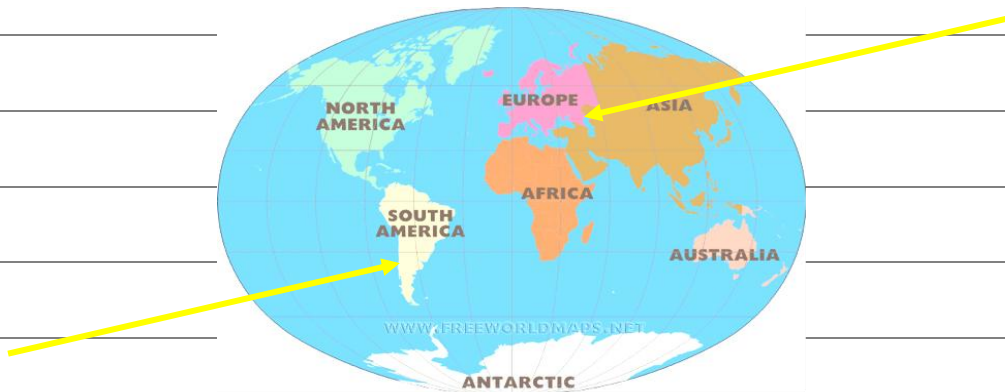 NORTH
AMERICA
EUROPE
ASIA
AFRICA
SOUTH
AMERICA
AUSTRALIA
WWW.FREEWORLDMAPS.NET
ANTARCTIC